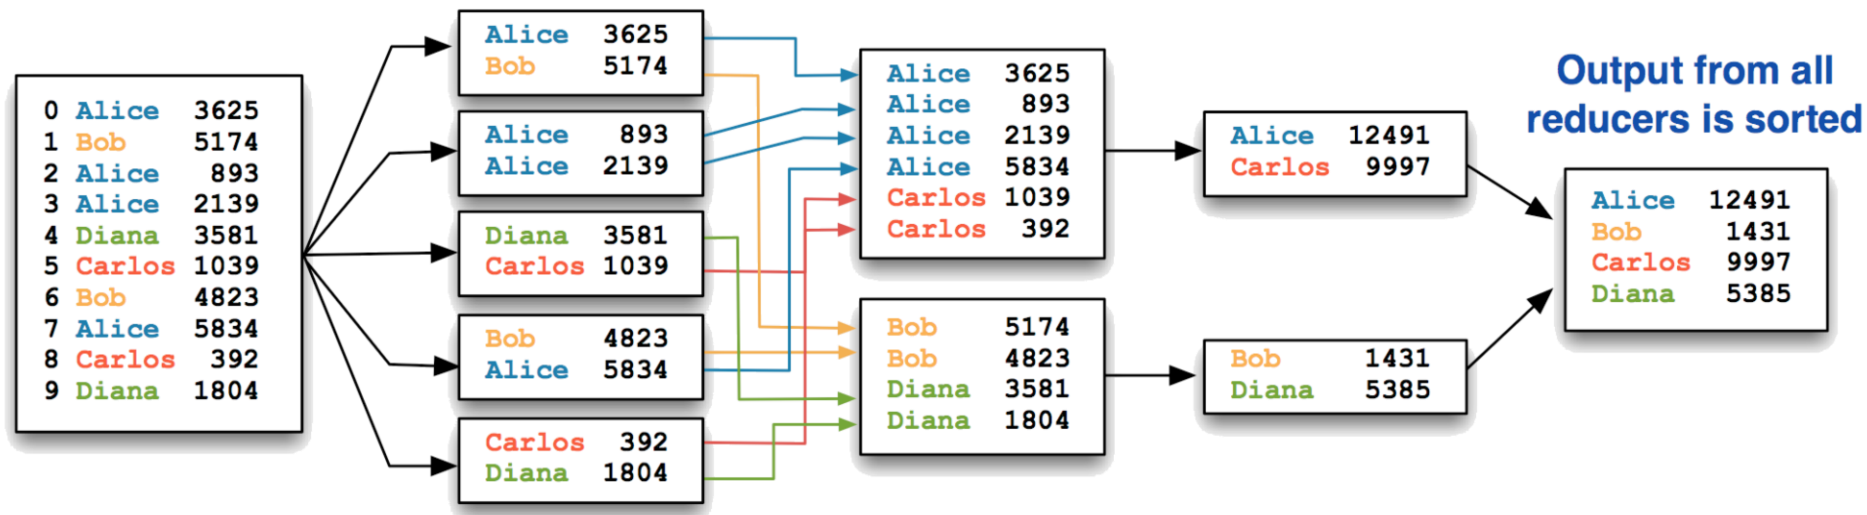 0 Alice 3625
1 Bob 5174
2 Alice 893
3 Alice 2139
4 Diana 3581
5 Carlos 1039
6 Bob 4823
7 Alice 5834
8 Carlos 392
9 Diana 1804
Alice 3625
Bob 5174
Alice 893
Alice 2139
Diana 3581
Carlos 1039
Bob 4823
Alice 5834
Carlos 392
Diana 1804
Alice 3625
Alice 893
Alice 2139
Alice 5834
Carlos 1039
Carlos 392
Bob 5174
Bob 4823
Diana 3581
Diana 1804
Alice 12491
Carlos 9997
Bob 1431
Diana 5385
Output from all
reducers is sorted
Alice 12491
Bob 1431
Carlos 9997
Diana 5385